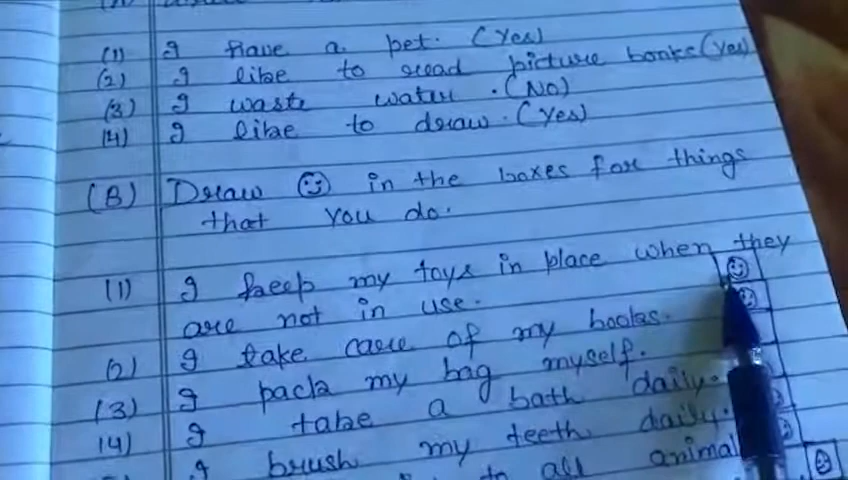 (1) I have a pet. (Yes)
(2) I like to read picture books (Yes)
(3) I waste water. (No)
(4) I like to draw. (Yes)
(B) Draw ☺ in the boxes for things
that you do.
(1) I keep my toys in place when they
are not in use.
(2) I take care of my books.
(3) I pack my bag myself.
(4) I take a bath daily.
I brush my teeth daily.
to all animal